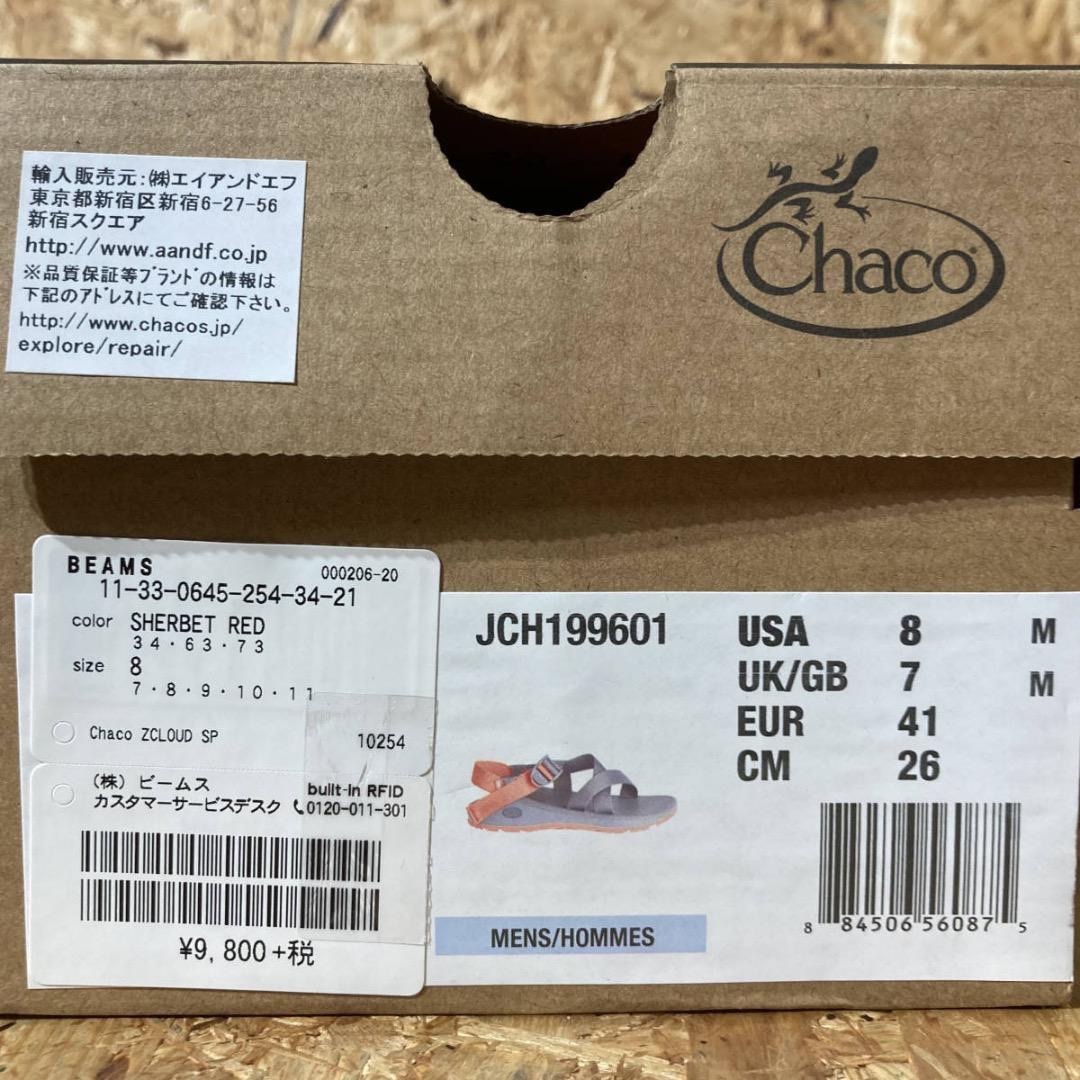 輸入販売元:㈱エイアンドエフ
東京都新宿区新宿6-27-56
新宿スクエア
http://www.aandf.co.jp
※品質保証等ブランドの情報は
下記のアドレスにてご確認下さい。
http://www.chacos.jp/
explore/repair/
Chaco®
BEAMS 000206-20
11-33-0645-254-34-21
color SHERBET RED
34・63・73
size 8
7・8・9・10・11
Chaco ZCLOUD SP 10254
(株) ビームス built-in RFID
カスタマーサービスデスク 0120-011-301
¥9,800+税
JCH199601
USA 8 M
UK/GB 7 M
EUR 41
CM 26
MENS/HOMMES
8 84506 56087 5